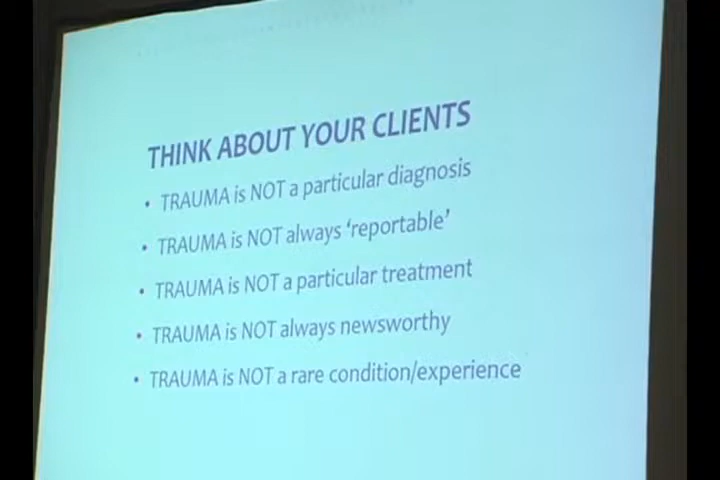 THINK ABOUT YOUR CLIENTS
• TRAUMA is NOT a particular diagnosis
• TRAUMA is NOT always ‘reportable’
• TRAUMA is NOT a particular treatment
• TRAUMA is NOT always newsworthy
• TRAUMA is NOT a rare condition/experience